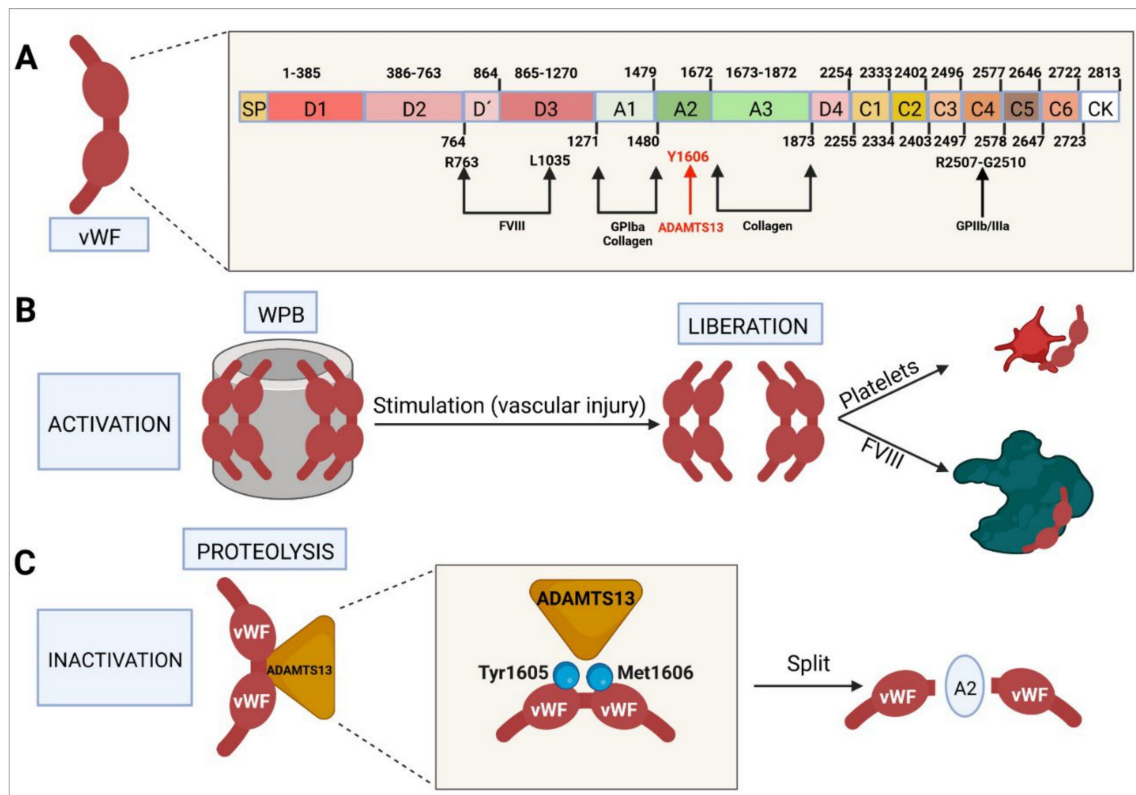 A
vWF
1-385 386-763 864 865-1270 1479 1672 1673-1872 2254 2333 2402 2496 2577 2646 2722 2813
SP D1 D2 D´ D3 A1 A2 A3 D4 C1 C2 C3 C4 C5 C6 CK
764 1271 1480 1873 2255 2334 2403 2497 2578 2647 2723
R763 L1035 Y1606 R2507-G2510
FVIII GPIba ADAMTS13 Collagen GPIIb/IIIa
Collagen
B
ACTIVATION
WPB
Stimulation (vascular injury)
LIBERATION
Platelets
FVIII
C
INACTIVATION
PROTEOLYSIS
vWF
ADAMTS13
vWF
ADAMTS13
Tyr1605 Met1606
vWF vWF
Split
vWF A2 vWF